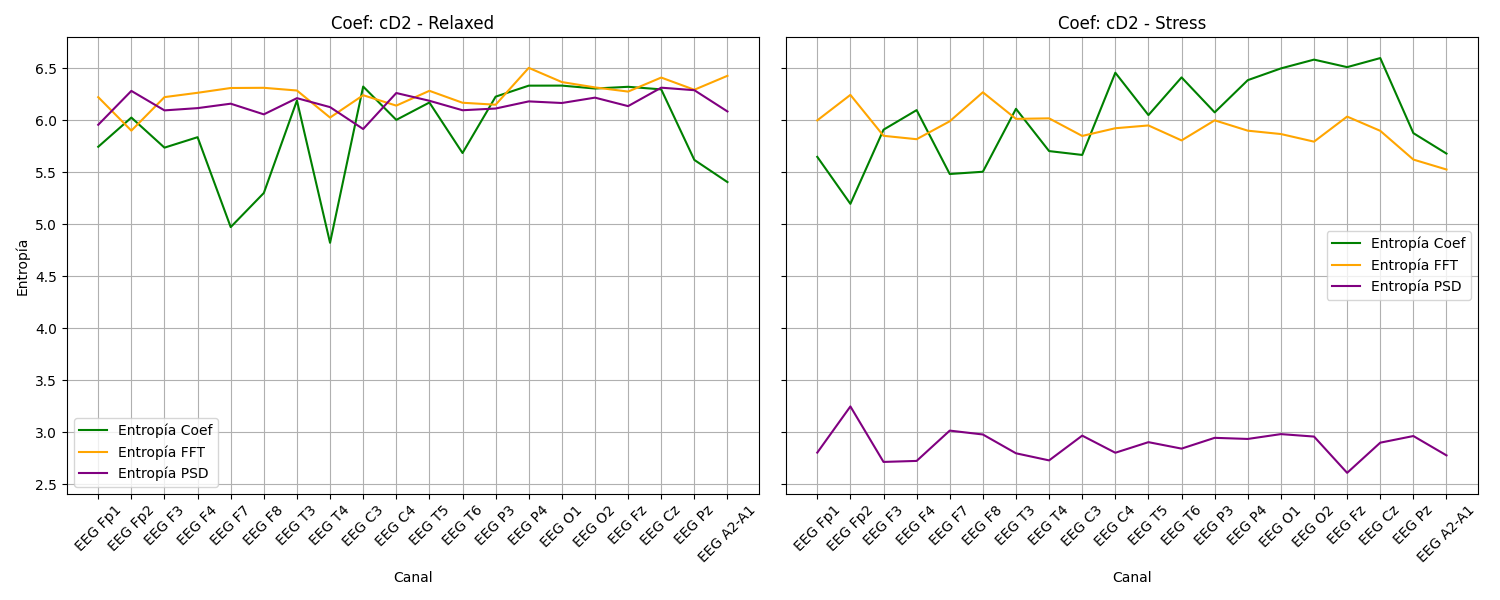 Coef: cD2 - Relaxed
Entropía
6.5
6.0
5.5
5.0
4.5
4.0
3.5
3.0
2.5
Entropía Coef
Entropía FFT
Entropía PSD
EEG Fp1
EEG Fp2
EEG F3
EEG F4
EEG F7
EEG F8
EEG T3
EEG T4
EEG C3
EEG C4
EEG T5
EEG T6
EEG P3
EEG P4
EEG O1
EEG O2
EEG Fz
EEG Cz
EEG Pz
EEG A2-A1
Canal
Coef: cD2 - Stress
Entropía Coef
Entropía FFT
Entropía PSD
EEG Fp1
EEG Fp2
EEG F3
EEG F4
EEG F7
EEG F8
EEG T3
EEG T4
EEG C3
EEG C4
EEG T5
EEG T6
EEG P3
EEG P4
EEG O1
EEG O2
EEG Fz
EEG Cz
EEG Pz
EEG A2-A1
Canal